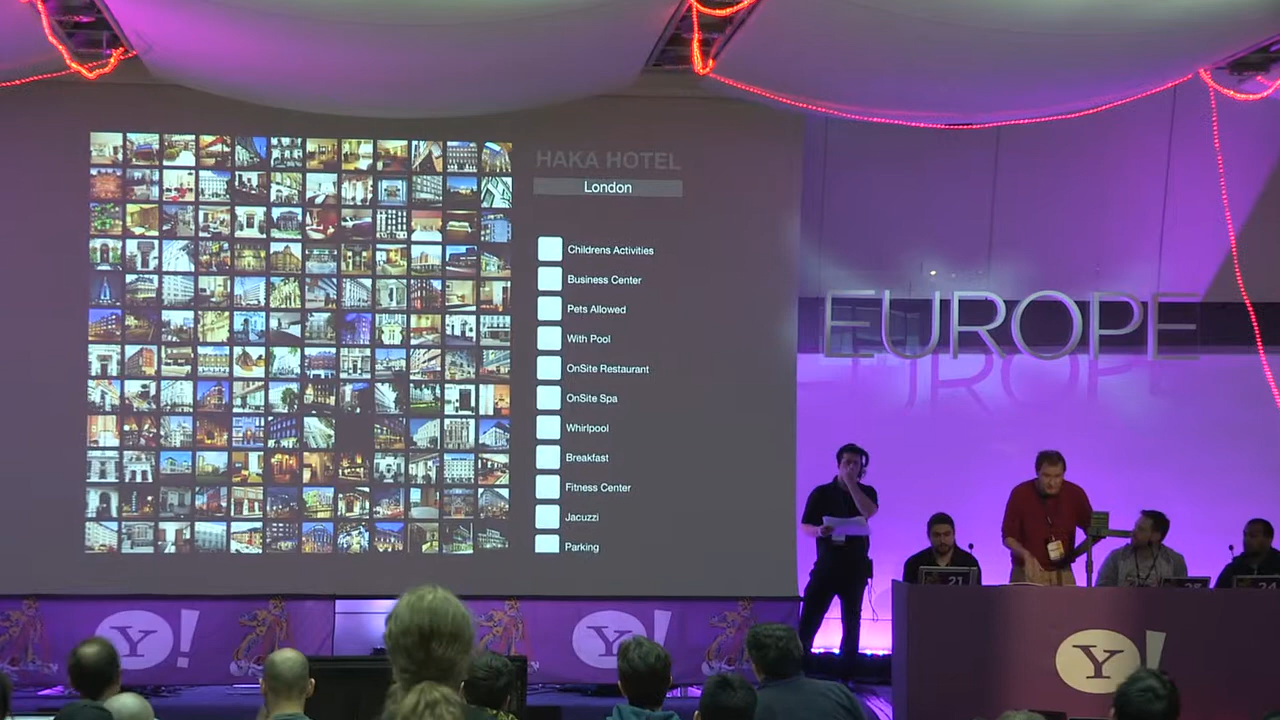 HAKA HOTEL
London
Childrens Activities
Business Center
Pets Allowed
With Pool
OnSite Restaurant
OnSite Spa
Whirlpool
Breakfast
Fitness Center
Jacuzzi
Parking
EUROPE
21
Y!
Y!
Y!